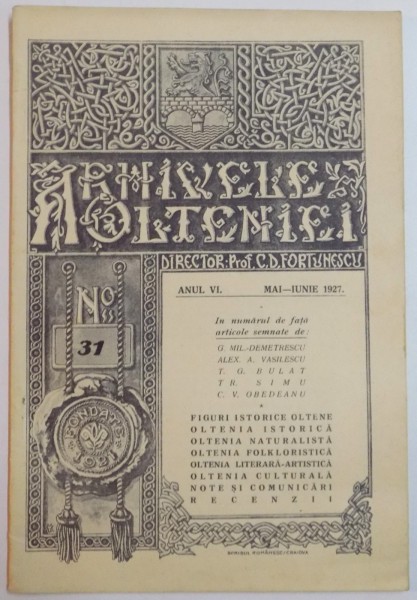 ARHIVELE
OLTENIEI
DIRECTOR: Prof. C. D. FORTUNESCU
ANUL VI.
MAI—IUNIE 1927.
No
31
In numărul de față
articole semnate de:
G. MIL.-DEMETRESCU
ALEX. A. VASILESCU
T. G. BULAT
TR. SIMU
C. V. OBEDEANU
*
FIGURI ISTORICE OLTENE
OLTENIA ISTORICĂ
OLTENIA NATURALISTĂ
OLTENIA FOLKLORISTICĂ
OLTENIA LITERARĂ-ARTISTICĂ
OLTENIA CULTURALĂ
NOTE ȘI COMUNICĂRI
RECENZII
FONDATE